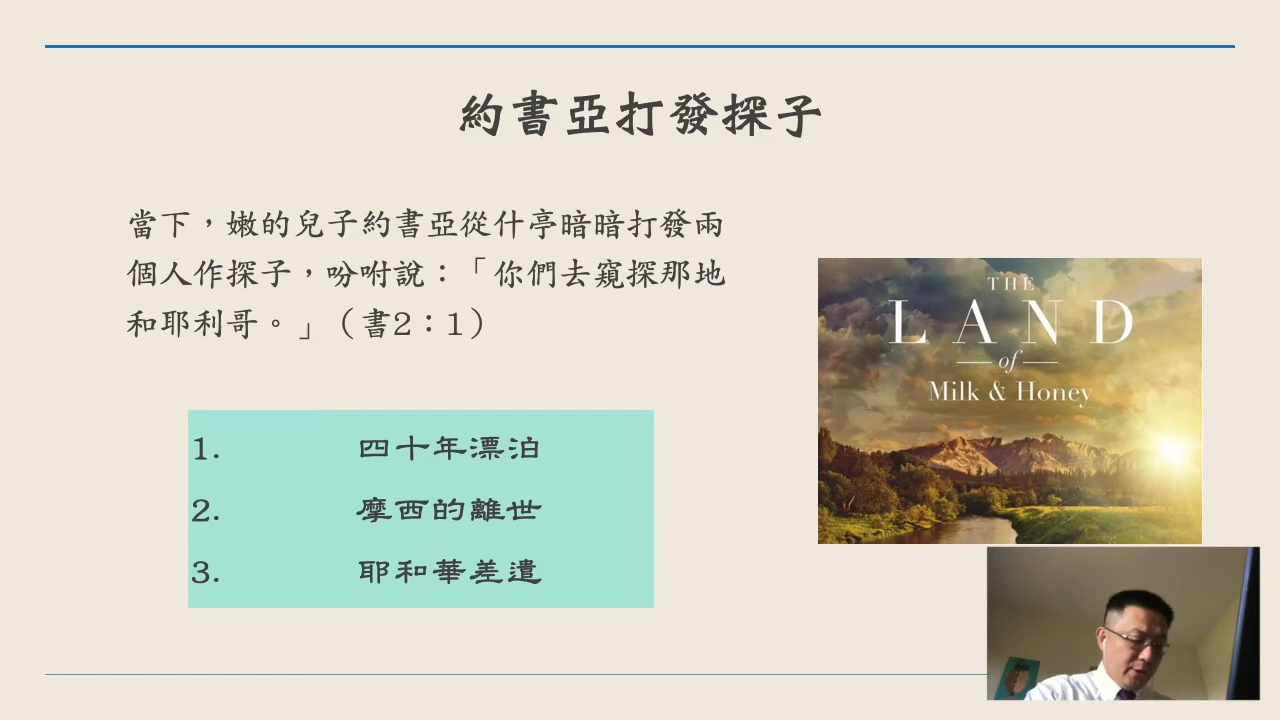 約書亞打發探子
當下，嫩的兒子約書亞從什亭暗暗打發兩
個人作探子，吩咐說：「你們去窺探那地
和耶利哥。」（書2：1）
1. 四十年漂泊
2. 摩西的離世
3. 耶和華差遣
THE
LAND
of
Milk & Honey